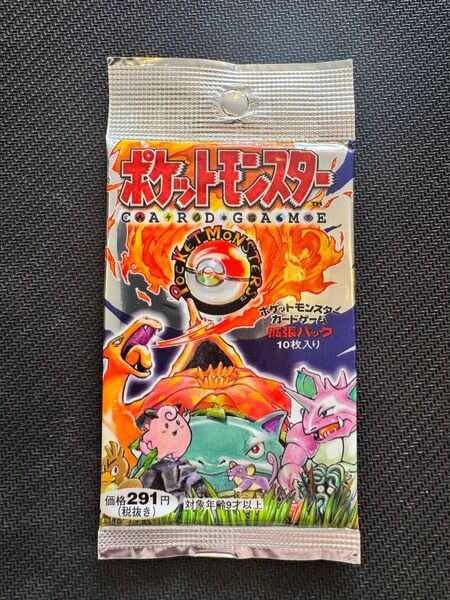 ポケットモンスター
TM
CARD GAME
POCKET MONSTERS
ポケットモンスター
カードゲーム
拡張パック
10枚入り
価格291円
(税抜き)
対象年齢9才以上